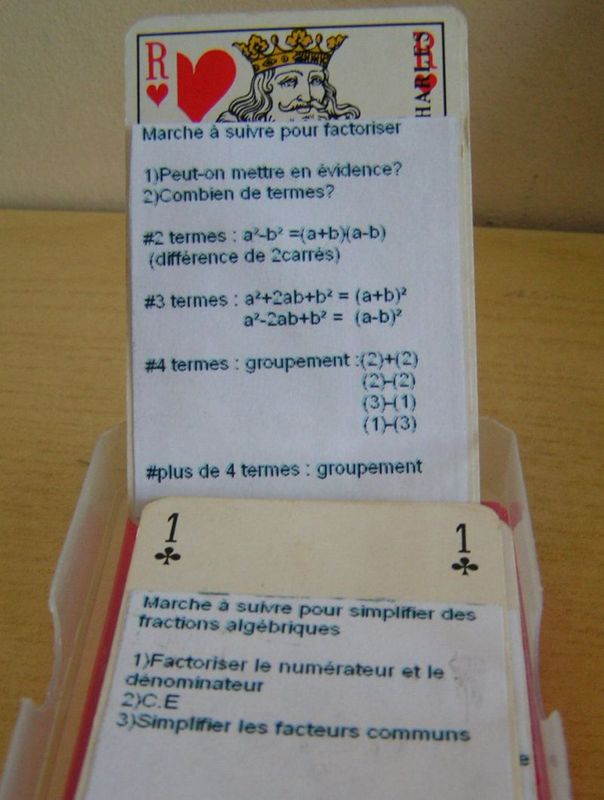 R
R
CHARLES
Marche à suivre pour factoriser
1)Peut-on mettre en évidence?
2)Combien de termes?
#2 termes : a²-b² =(a+b)(a-b)
(différence de 2carrés)
#3 termes : a²+2ab+b² = (a+b)²
a²-2ab+b² = (a-b)²
#4 termes : groupement :(2)+(2)
(2)-(2)
(3)-(1)
(1)-(3)
#plus de 4 termes : groupement
1
1
Marche à suivre pour simplifier des
fractions algébriques
1)Factoriser le numérateur et le
dénominateur
2)C.E
3)Simplifier les facteurs communs
e